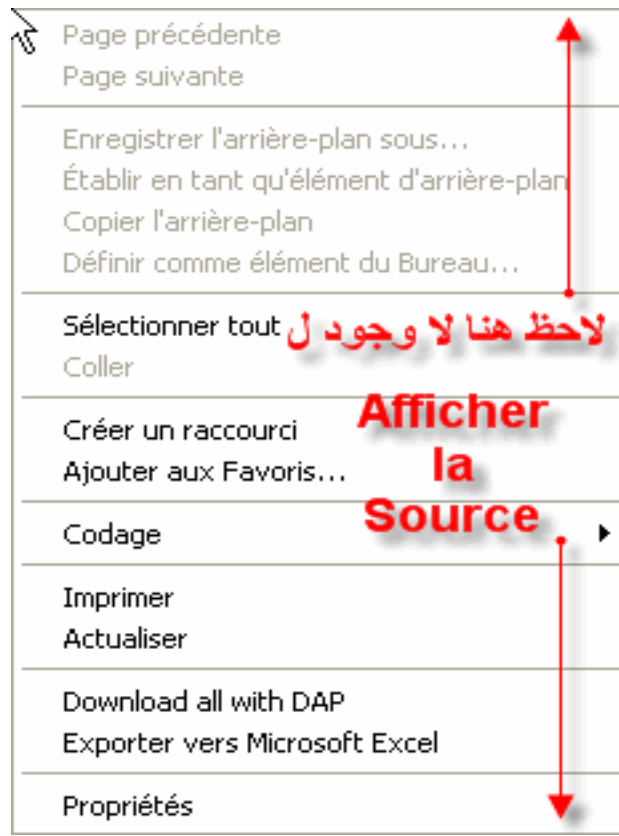 Page précédente
Page suivante
Enregistrer l'arrière-plan sous...
Établir en tant qu'élément d'arrière-plan
Copier l'arrière-plan
Définir comme élément du Bureau...
Sélectionner tout
لاحظ هنا لا وجود ل
Coller
Afficher
la
Source
Créer un raccourci
Ajouter aux Favoris...
Codage
Imprimer
Actualiser
Download all with DAP
Exporter vers Microsoft Excel
Propriétés